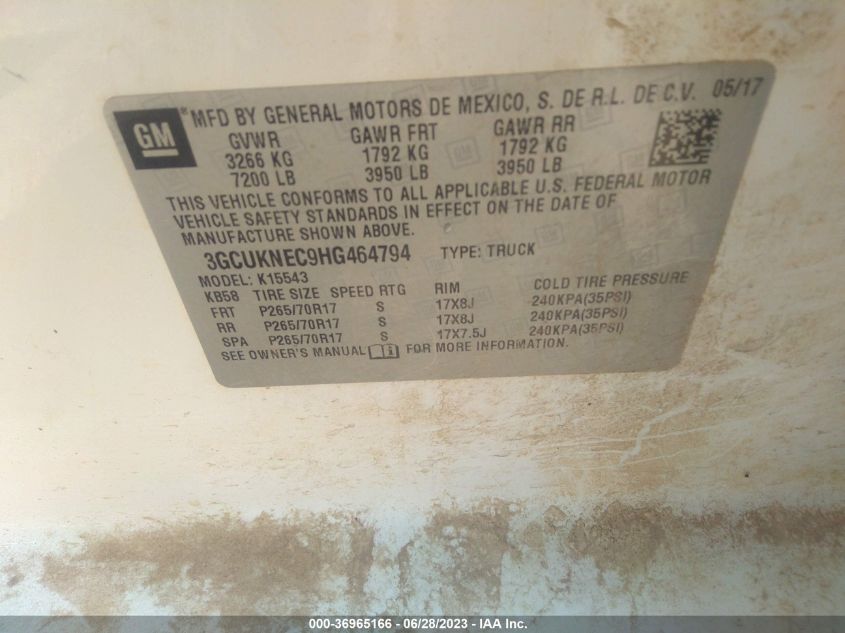 GM
MFD BY GENERAL MOTORS DE MEXICO, S. DE R.L. DE C.V. 05/17
GVWR GAWR FRT GAWR RR
3266 KG 1792 KG 1792 KG
7200 LB 3950 LB 3950 LB
THIS VEHICLE CONFORMS TO ALL APPLICABLE U.S. FEDERAL MOTOR
VEHICLE SAFETY STANDARDS IN EFFECT ON THE DATE OF
MANUFACTURE SHOWN ABOVE.
3GCUKNEC9HG464794 TYPE: TRUCK
MODEL: K15543
KB58 TIRE SIZE SPEED RTG RIM COLD TIRE PRESSURE
FRT P265/70R17 S 17X8J 240KPA(35PSI)
RR P265/70R17 S 17X8J 240KPA(35PSI)
SPA P265/70R17 S 17X7.5J 240KPA(35PSI)
SEE OWNER'S MANUAL FOR MORE INFORMATION.
000-36965166 - 06/28/2023 - IAA Inc.